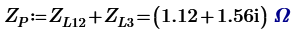 Z_P := Z_L12 + Z_L3 = (1.12 + 1.56i) Ω